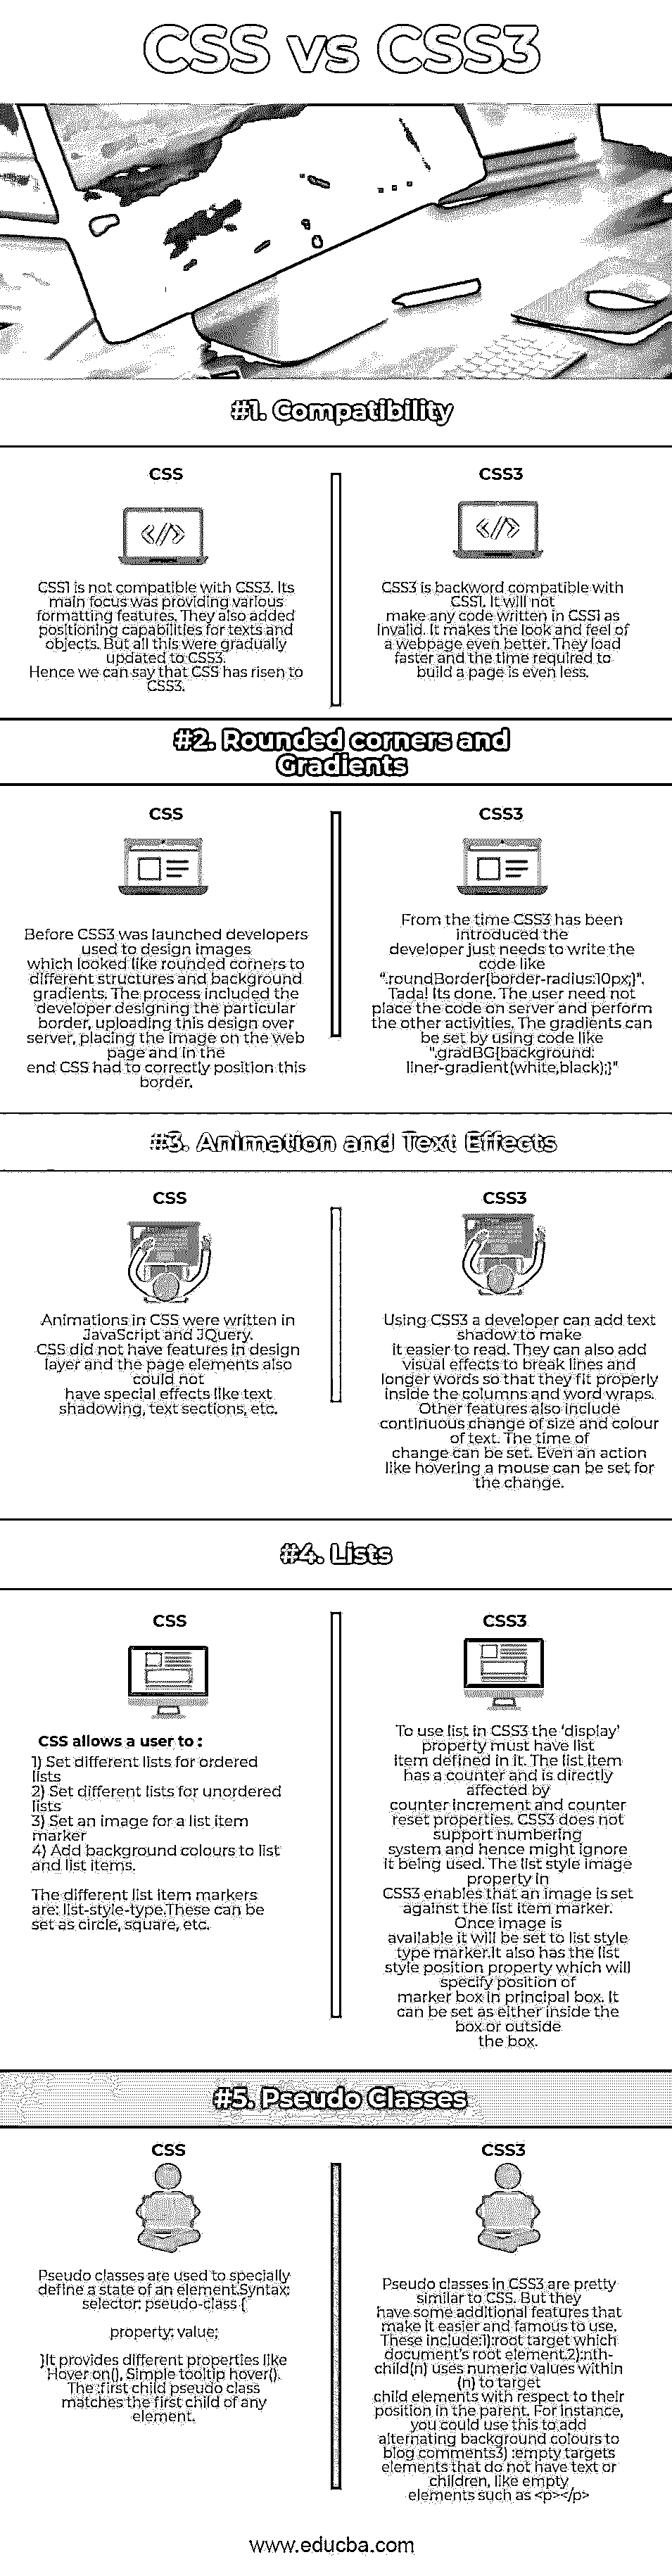 CSS vs CSS3
#1. Compatibility
CSS
CSS1 is not compatible with CSS3. Its
main focus was providing various
formatting features. They also added
positioning capabilities for texts and
objects. But all this were gradually
updated to CSS3.
Hence we can say that CSS has risen to
CSS3.
CSS3
CSS3 is backword compatible with
CSS1. It will not
make any code written in CSS1 as
Invalid. It makes the look and feel of
a webpage even better. They load
faster and the time required to
build a page is even less.
#2. Rounded corners and
Gradients
CSS
Before CSS3 was launched developers
used to design images
which looked like rounded corners to
different structures and background
gradients. The process included the
developer designing the particular
border, uploading this design over
server, placing the image on the web
page and in the
end CSS had to correctly position this
border.
CSS3
From the time CSS3 has been
introduced the
developer just needs to write the
code like
".roundBorder{border-radius:10px;}".
Tada! Its done. The user need not
place the code on server and perform
the other activities. The gradients can
be set by using code like
".gradBG{background:
liner-gradient(white,black);}"
#3. Animation and Text Effects
CSS
Animations in CSS were written in
JavaScript and JQuery.
CSS did not have features in design
layer and the page elements also
could not
have special effects like text
shadowing, text sections, etc.
CSS3
Using CSS3 a developer can add text
shadow to make
it easier to read. They can also add
visual effects to break lines and
longer words so that they fit properly
inside the columns and word wraps.
Other features also include
continuous change of size and colour
of text. The time of
change can be set. Even an action
like hovering a mouse can be set for
the change.
#4. Lists
CSS
CSS allows a user to :
1) Set different lists for ordered
lists
2) Set different lists for unordered
lists
3) Set an image for a list item
marker
4) Add background colours to list
and list items.
The different list item markers
are: list-style-type.These can be
set as circle, square, etc.
CSS3
To use list in CSS3 the 'display'
property must have list
item defined in it. The list item
has a counter and is directly
affected by
counter increment and counter
reset properties. CSS3 does not
support numbering
system and hence might ignore
it being used. The list style image
property in
CSS3 enables that an image is set
against the list item marker.
Once image is
available it will be set to list style
type marker.It also has the list
style position property which will
specify position of
marker box in principal box. It
can be set as either inside the
box or outside
the box.
#5. Pseudo Classes
CSS
Pseudo classes are used to specially
define a state of an element.Syntax:
selector: pseudo-class {
property: value;
}It provides different properties like
Hover on(), Simple tooltip hover().
The :first child pseudo class
matches the first child of any
element.
CSS3
Pseudo classes in CSS3 are pretty
similar to CSS. But they
have some additional features that
make it easier and famous to use.
These include:1):root target which
document's root element.2):nth-
child(n) uses numeric values within
(n) to target
child elements with respect to their
position in the parent. For instance,
you could use this to add
alternating background colours to
blog comments3) :empty targets
elements that do not have text or
children, like empty
elements such as <p></p>
www.educba.com